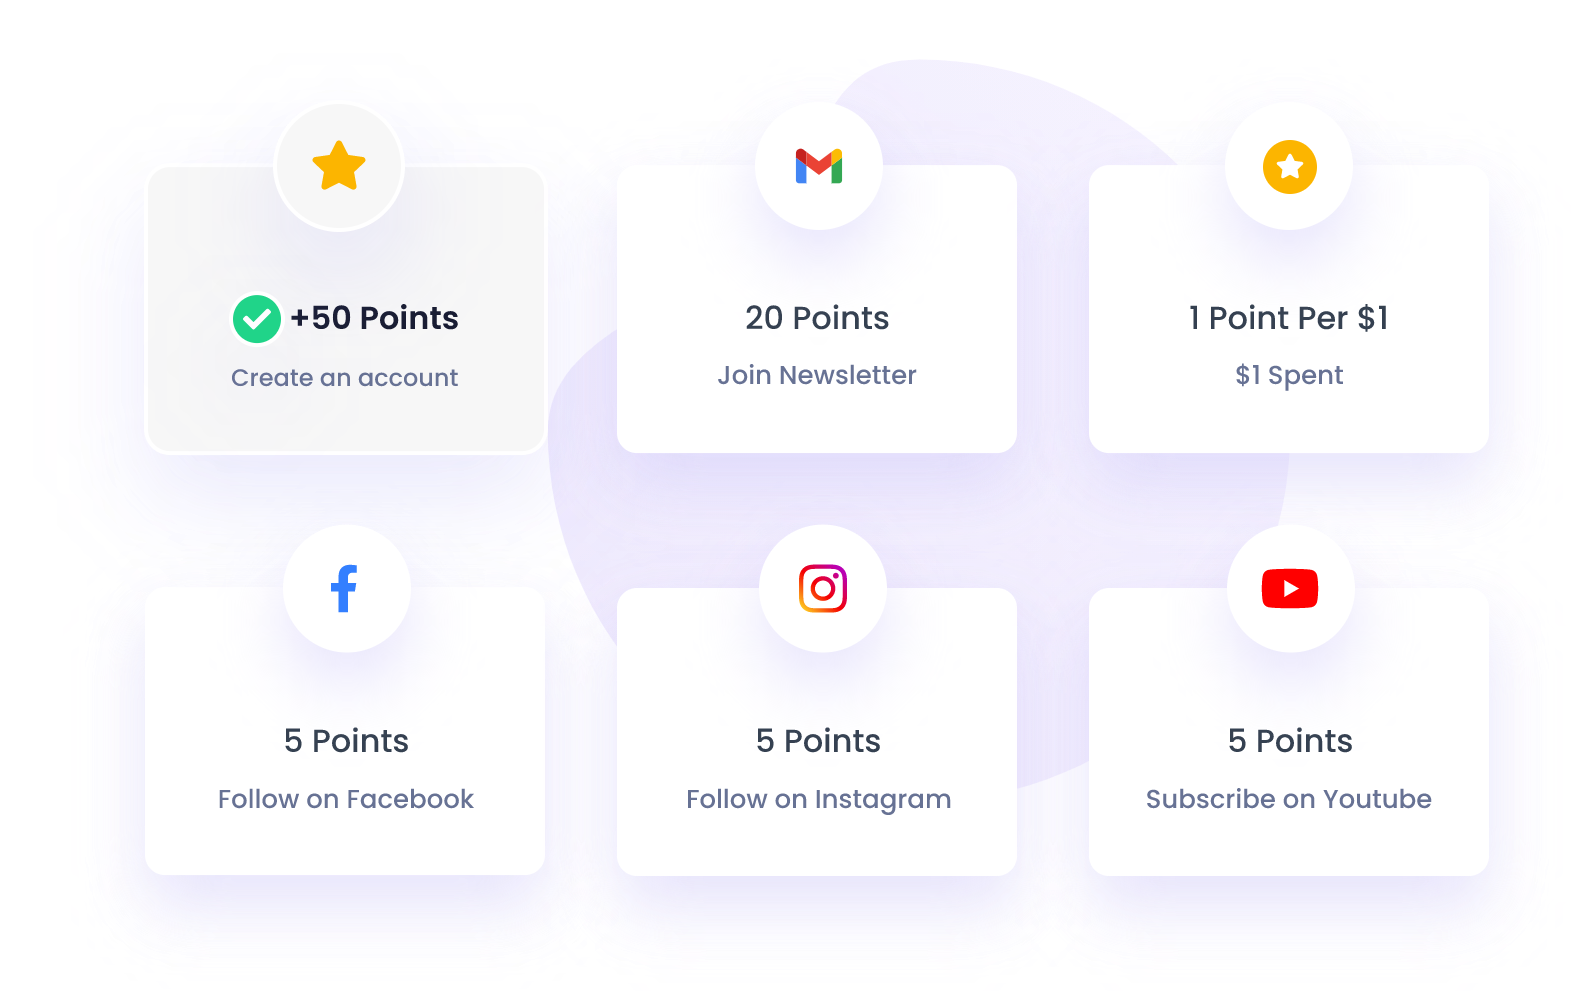 +50 Points
Create an account
20 Points
Join Newsletter
1 Point Per $1
$1 Spent
5 Points
Follow on Facebook
5 Points
Follow on Instagram
5 Points
Subscribe on Youtube